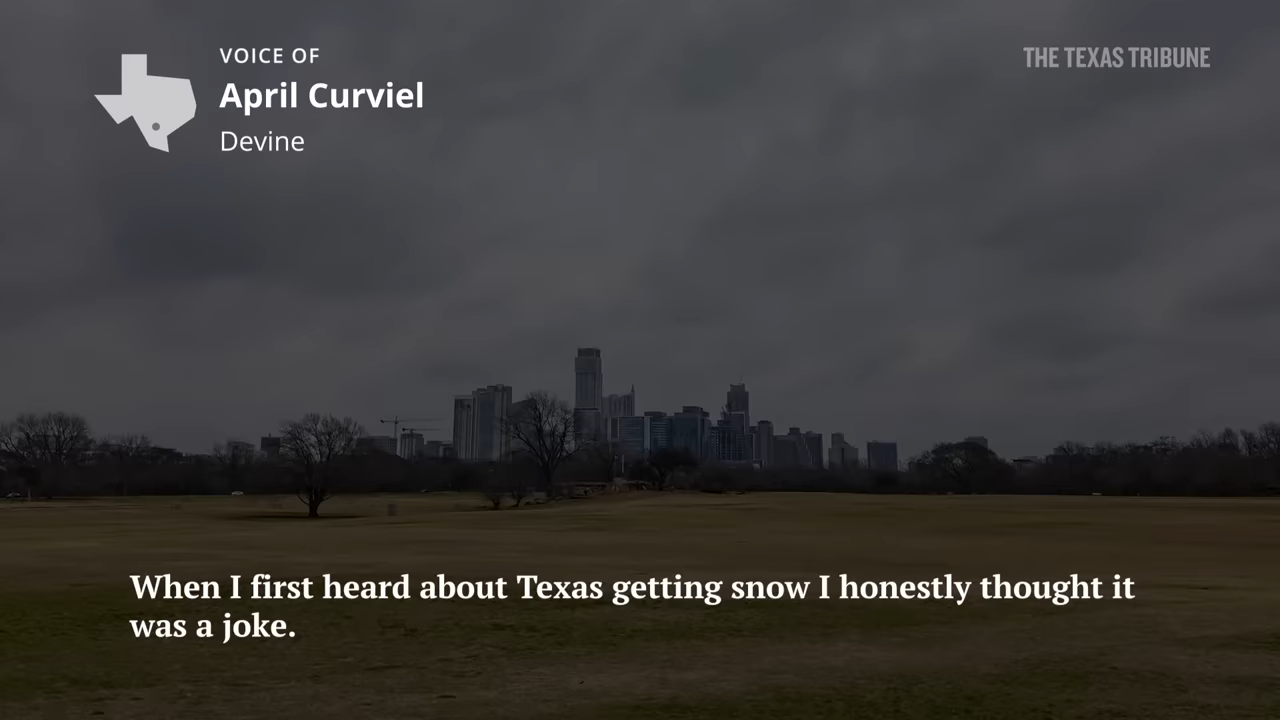 VOICE OF
April Curviel
Devine
THE TEXAS TRIBUNE
When I first heard about Texas getting snow I honestly thought it
was a joke.